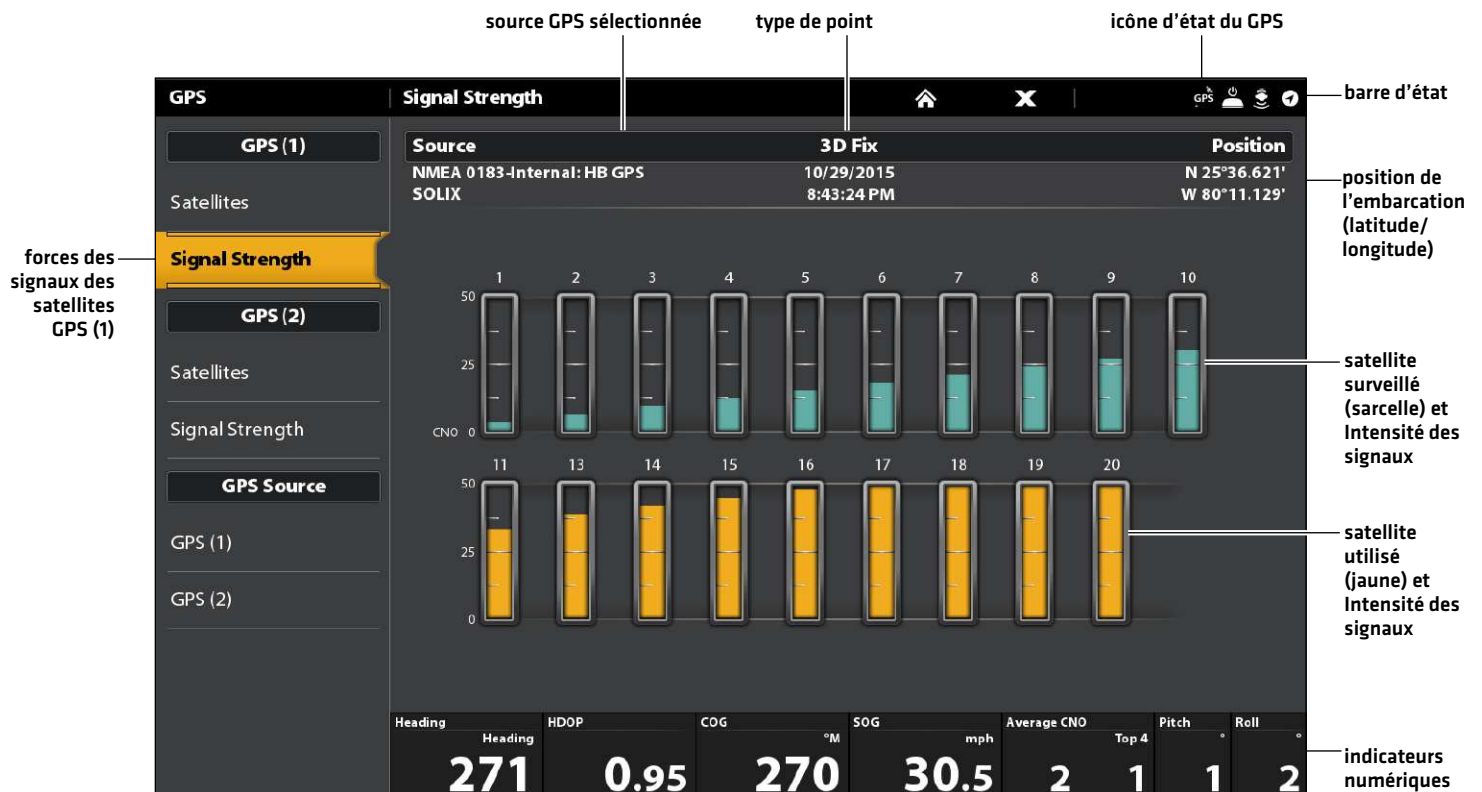 source GPS sélectionnée
type de point
icône d’état du GPS
GPS
Signal Strength
GPS
barre d’état
GPS (1)
Satellites
Signal Strength
GPS (2)
Satellites
Signal Strength
GPS Source
GPS (1)
GPS (2)
forces des
signaux des
satellites
GPS (1)
Source
3D Fix
Position
NMEA 0183-Internal: HB GPS
10/29/2015
N 25°36.621'
SOLIX
8:43:24 PM
W 80°11.129'
position de
l’embarcation
(latitude/
longitude)
1 2 3 4 5 6 7 8 9 10
50
25
CNO 0
satellite
surveillé
(sarcelle) et
Intensité des
signaux
11 13 14 15 16 17 18 19 20
50
25
0
satellite
utilisé
(jaune) et
Intensité des
signaux
Heading HDOP COG SOG Average CNO Pitch Roll
Heading °M mph Top 4 ° °
271 0.95 270 30.5 2 1 1 2
indicateurs
numériques